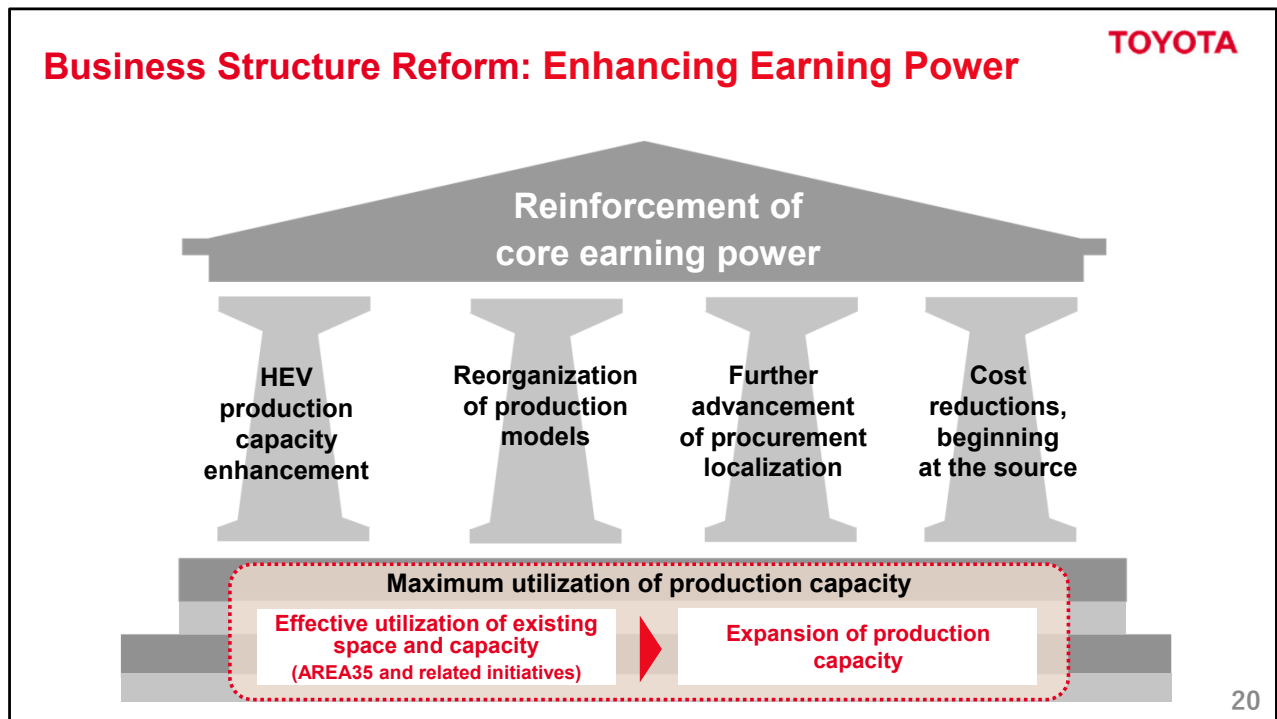 Business Structure Reform: Enhancing Earning Power
TOYOTA
Reinforcement of
core earning power
HEV
production
capacity
enhancement
Reorganization
of production
models
Further
advancement
of procurement
localization
Cost
reductions,
beginning
at the source
Maximum utilization of production capacity
Effective utilization of existing
space and capacity
(AREA35 and related initiatives)
Expansion of production
capacity
20